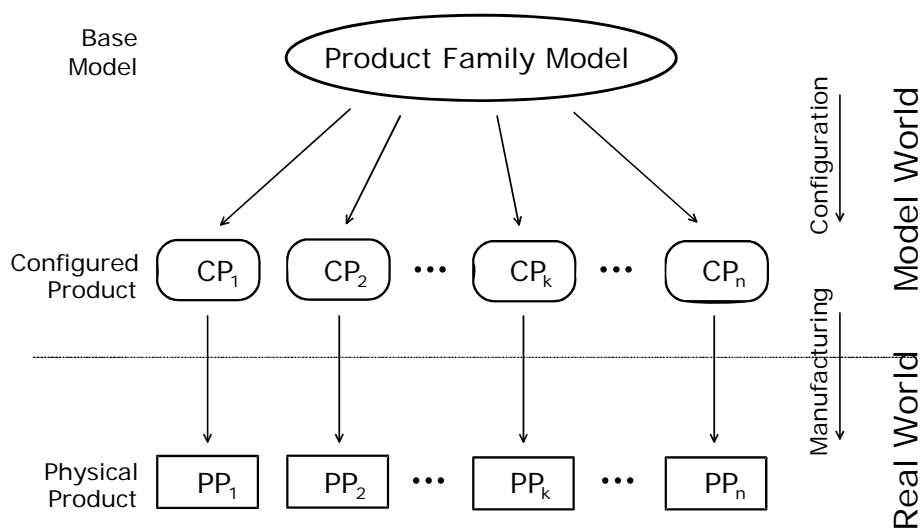 Base
Model
Product Family Model
Configuration
Model World
Configured
Product
CP₁
CP₂
•••
CPₖ
•••
CPₙ
Manufacturing
Real World
Physical
Product
PP₁
PP₂
•••
PPₖ
•••
PPₙ